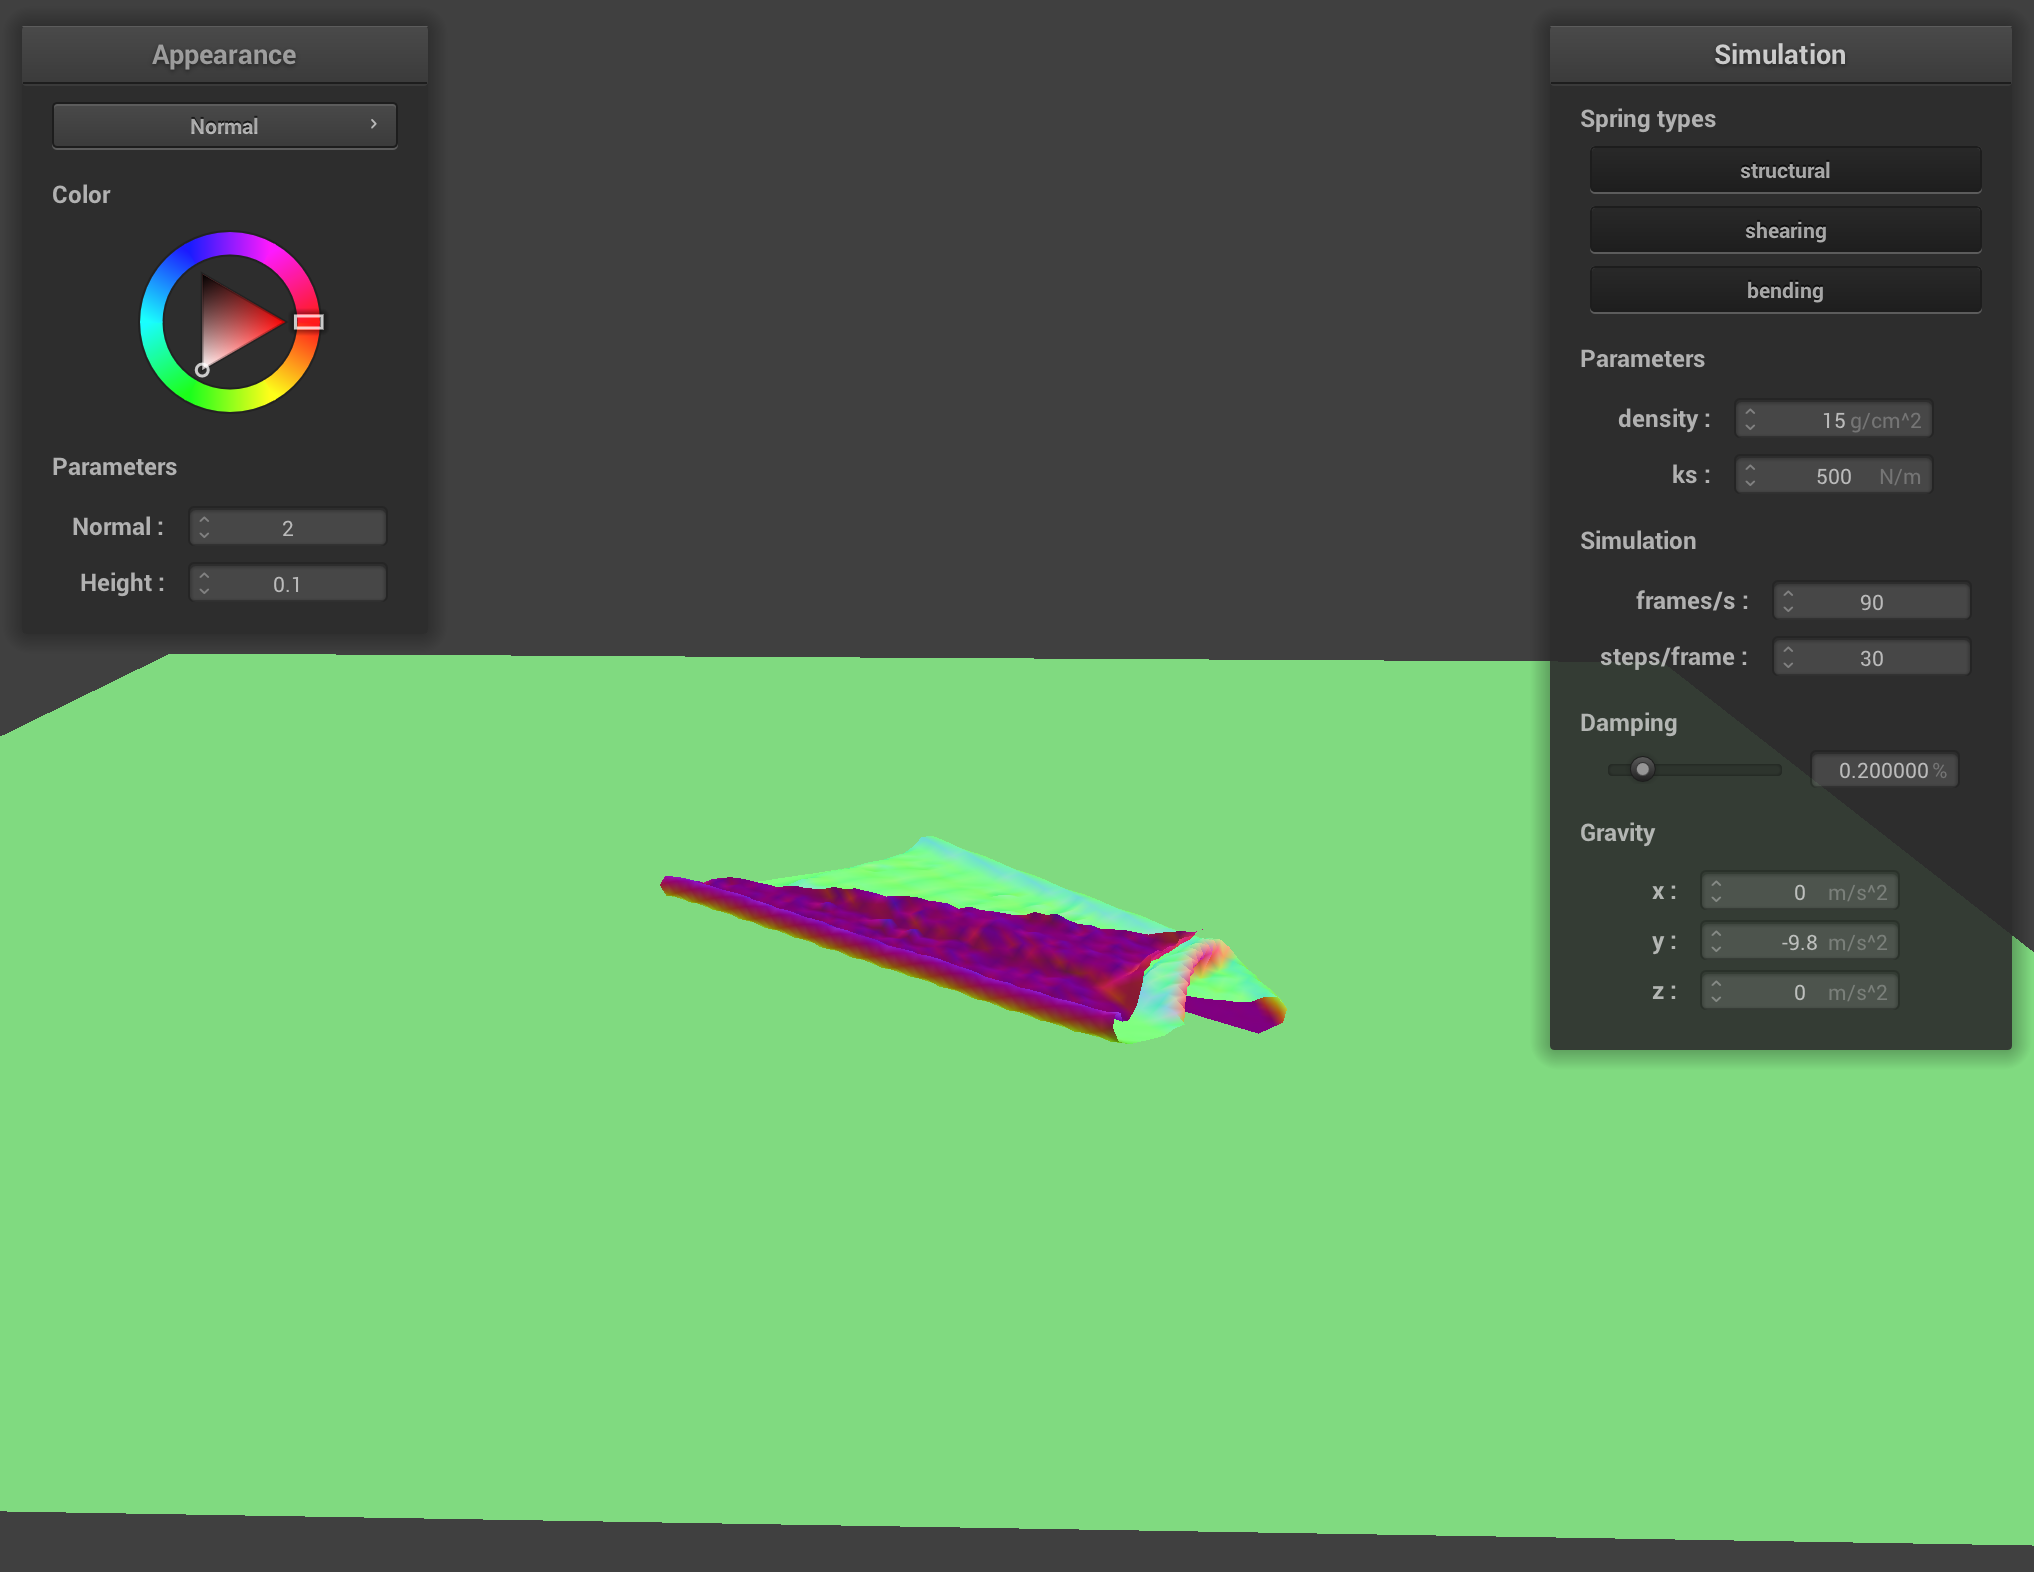 Appearance
Normal
Color
Parameters
Normal : 2
Height : 0.1
Simulation
Spring types
structural
shearing
bending
Parameters
density : 15 g/cm^2
ks : 500 N/m
Simulation
frames/s : 90
steps/frame : 30
Damping
0.200000 %
Gravity
x : 0 m/s^2
y : -9.8 m/s^2
z : 0 m/s^2